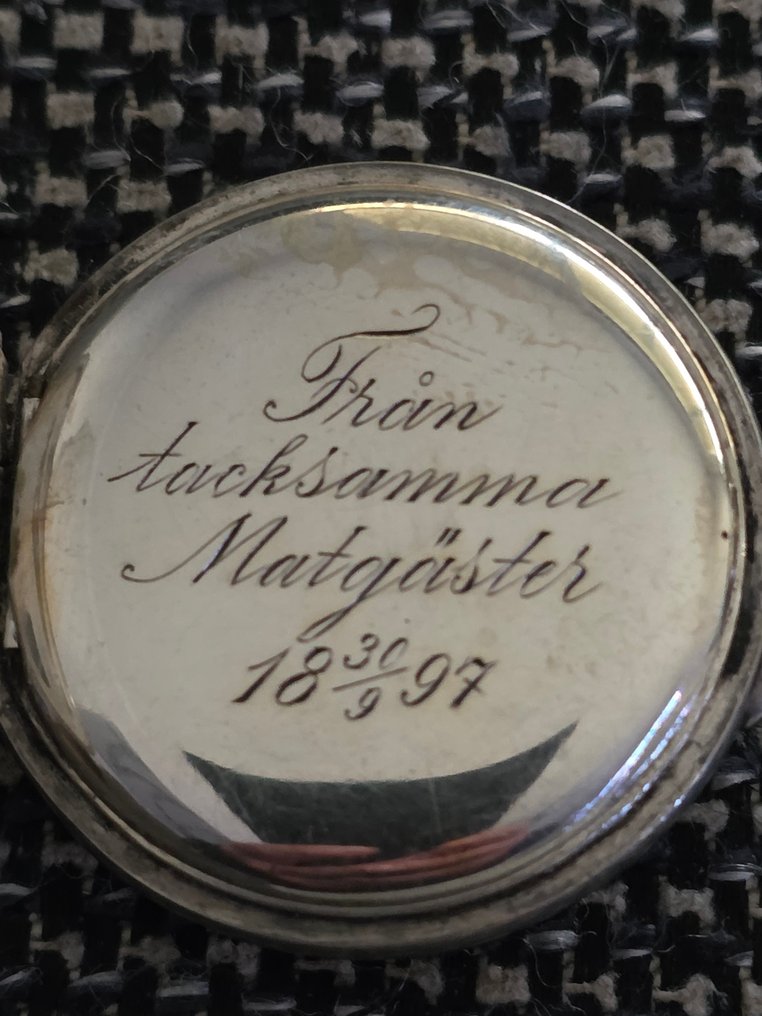 Från
tacksamma
Matgäster
18 30/9 97